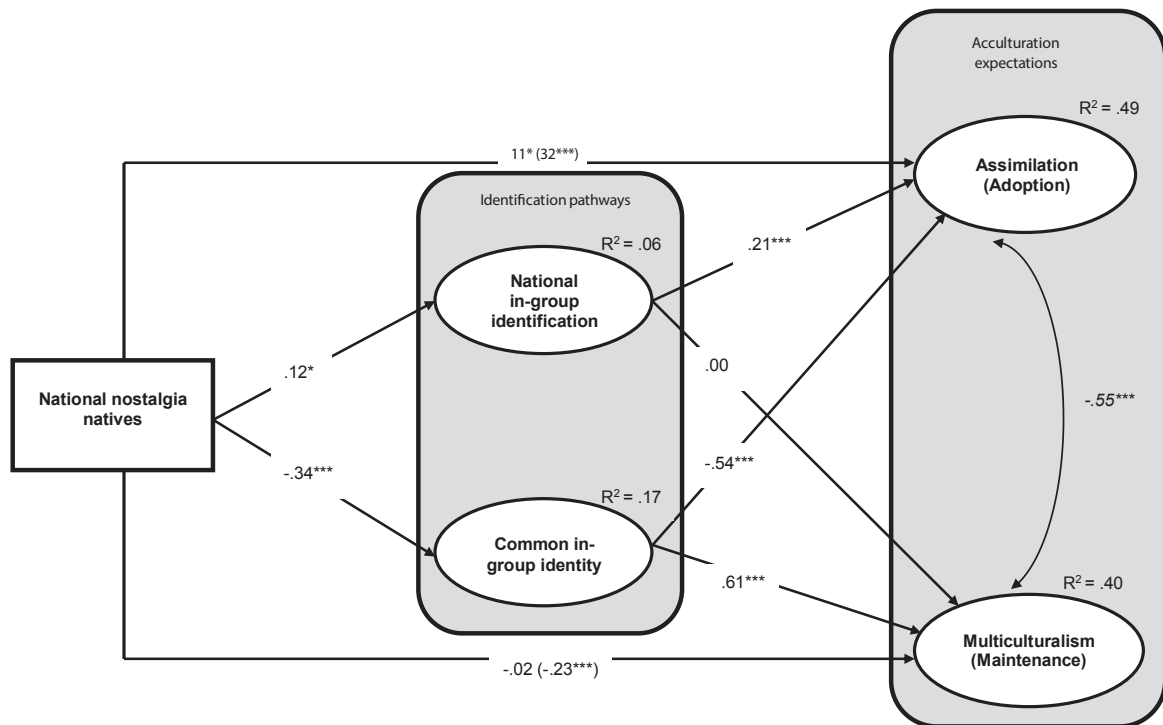 Acculturation
expectations
R² = .49
Assimilation
(Adoption)
11* (32***)
Identification pathways
R² = .06
National
in-group
identification
.21***
.12*
.00
National nostalgia
natives
-.55***
-.34***
-.54***
R² = .17
Common in-
group identity
.61***
R² = .40
Multiculturalism
(Maintenance)
-.02 (-.23***)